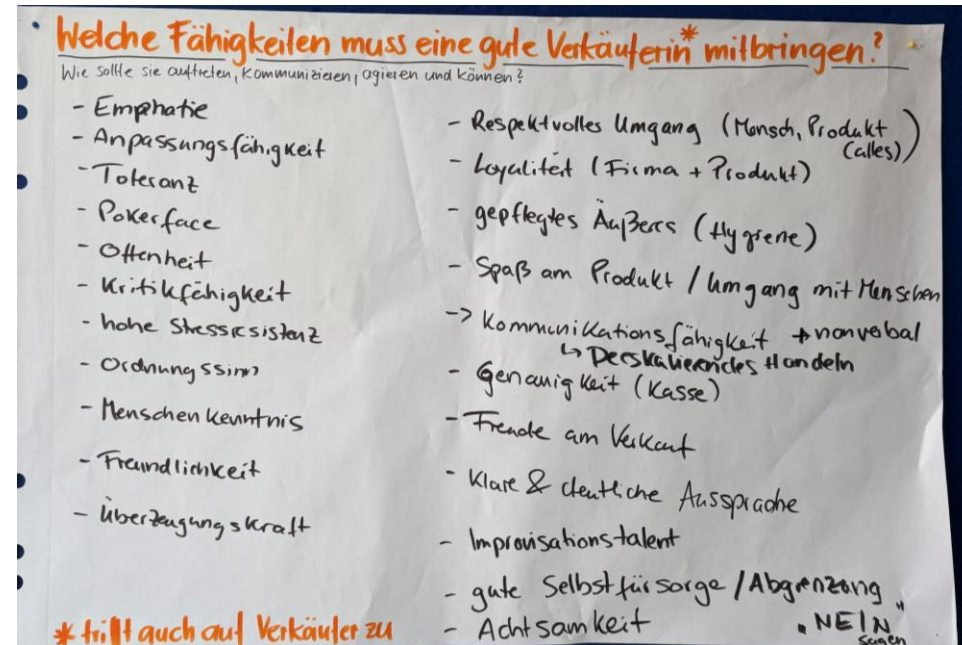 Welche Fähigkeiten muss eine gute Verkäuferin* mitbringen?
Wie sollte sie auftreten, kommunizieren, agieren und können?
- Emphatie
- Anpassungsfähigkeit
- Toleranz
- Pokerface
- Offenheit
- Kritikfähigkeit
- hohe Stressresistenz
- Ordnungssinn
- Menschenkenntnis
- Freundlichkeit
- Überzeugungskraft
* trifft auch auf Verkäufer zu
- Respektvolles Umgang (Mensch, Produkt
(alles))
- Loyalität (Firma + Produkt)
- gepflegtes Äußeres (Hygiene)
- Spaß am Produkt / Umgang mit Menschen
-> Kommunikationsfähigkeit + nonverbal
↳ Handeln
- Genauigkeit (Kasse)
- Freude am Verkauf
- Klare & deutliche Aussprache
- Improvisationstalent
- gute Selbstfürsorge / Abgrenzung
- Achtsamkeit
"NEIN"
sagen